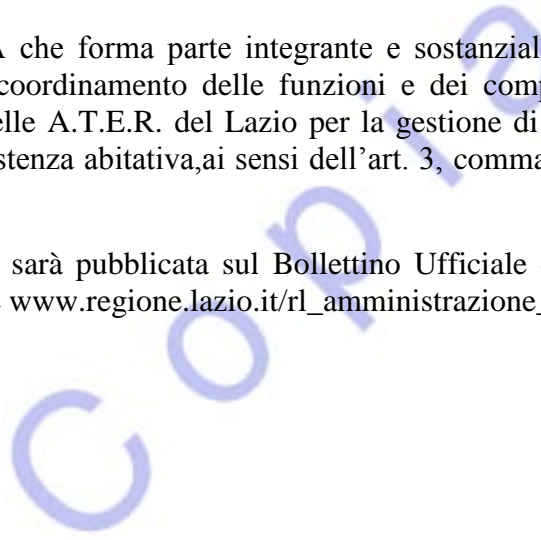 A che forma parte integrante e sostanzial
coordinamento delle funzioni e dei comp
elle A.T.E.R. del Lazio per la gestione di
stenza abitativa,ai sensi dell'art. 3, comma
sarà pubblicata sul Bollettino Ufficiale
www.regione.lazio.it/rl_amministrazione_
Copia